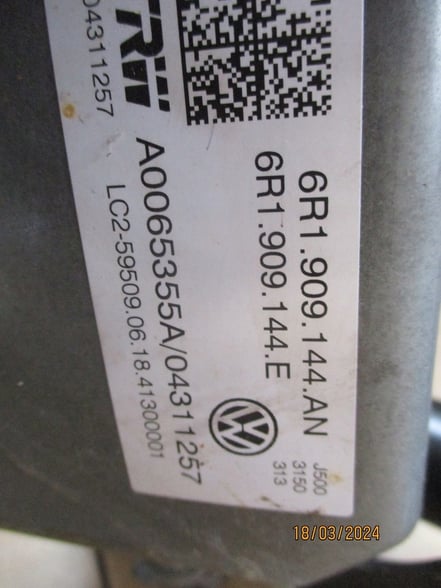 6R1.909.144.AN
6R1.909.144.E
J500
3150
313
TRW
A0065355A/04311257
04311257
LC2-59509.06.18.41300001
18/03/2024